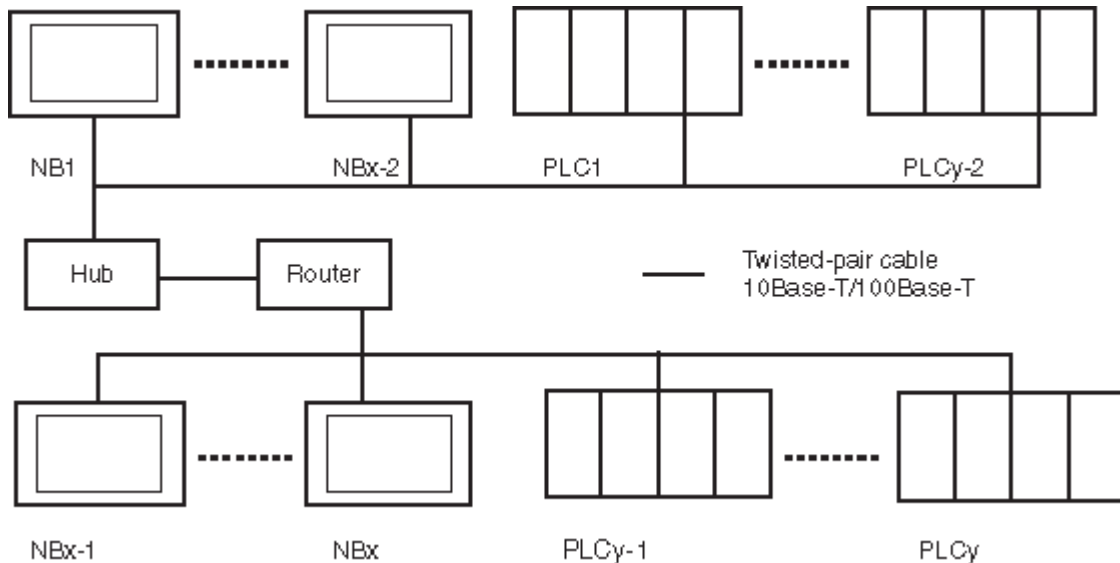 NB1
NBx-2
PLC1
PLCy-2
Hub
Router
Twisted-pair cable
10Base-T/100Base-T
NBx-1
NBx
PLCy-1
PLCy